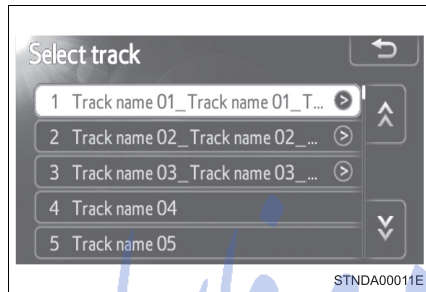 Select track
1 Track name 01_Track name 01_T...
2 Track name 02_Track name 02_...
3 Track name 03_Track name 03_...
4 Track name 04
5 Track name 05
STNDA00011E